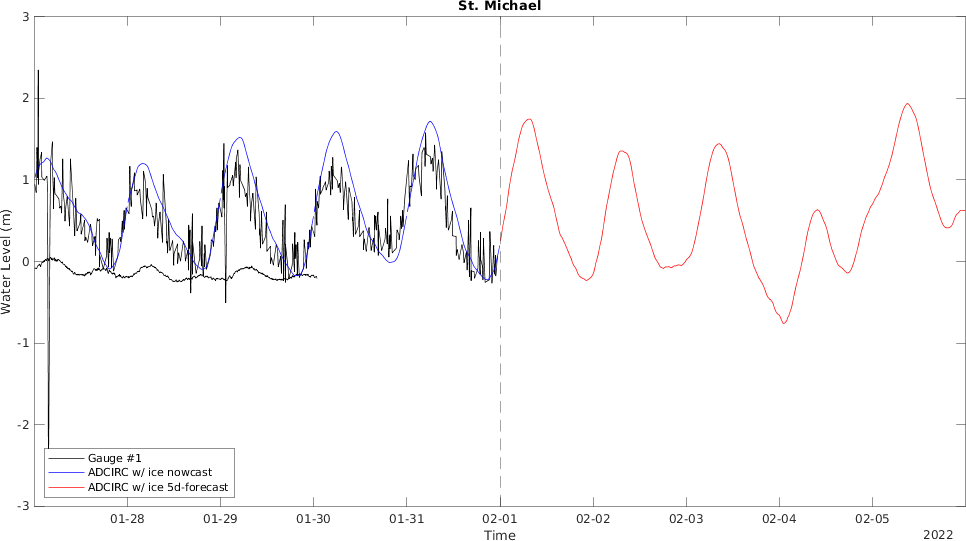 St. Michael
3
2
1
0
-1
-2
-3
Water Level (m)
Gauge #1
ADCIRC w/ ice nowcast
ADCIRC w/ ice 5d-forecast
01-28 01-29 01-30 01-31 02-01 02-02 02-03 02-04 02-05
Time
2022